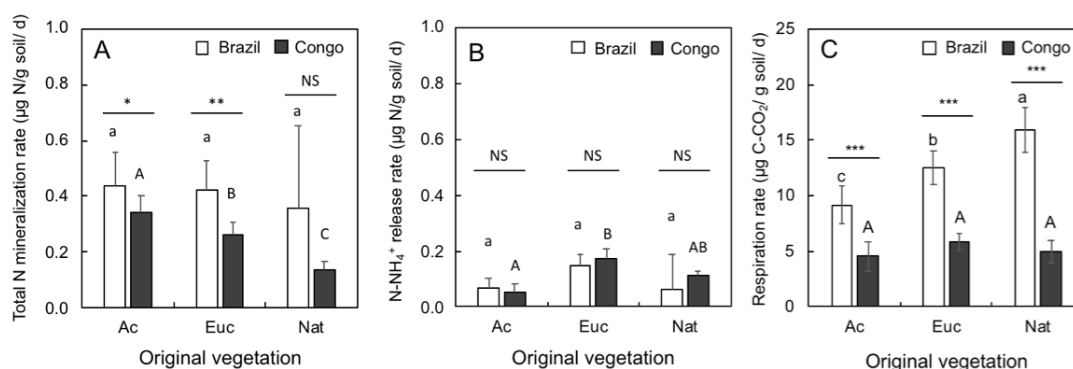 Total N mineralization rate (µg N/g soil/ d)
1.0
0.8
0.6
0.4
0.2
0.0
A
Brazil Congo
* ** NS
a A a B a C
Ac Euc Nat
Original vegetation
N-NH₄⁺ release rate (µg N/g soil/ d)
1.0
0.8
0.6
0.4
0.2
0.0
B
Brazil Congo
NS NS NS
a A a B a AB
Ac Euc Nat
Original vegetation
Respiration rate (µg C-CO₂/ g soil/ d)
25
20
15
10
5
0
C
Brazil Congo
*** *** ***
c A b A a A
Ac Euc Nat
Original vegetation